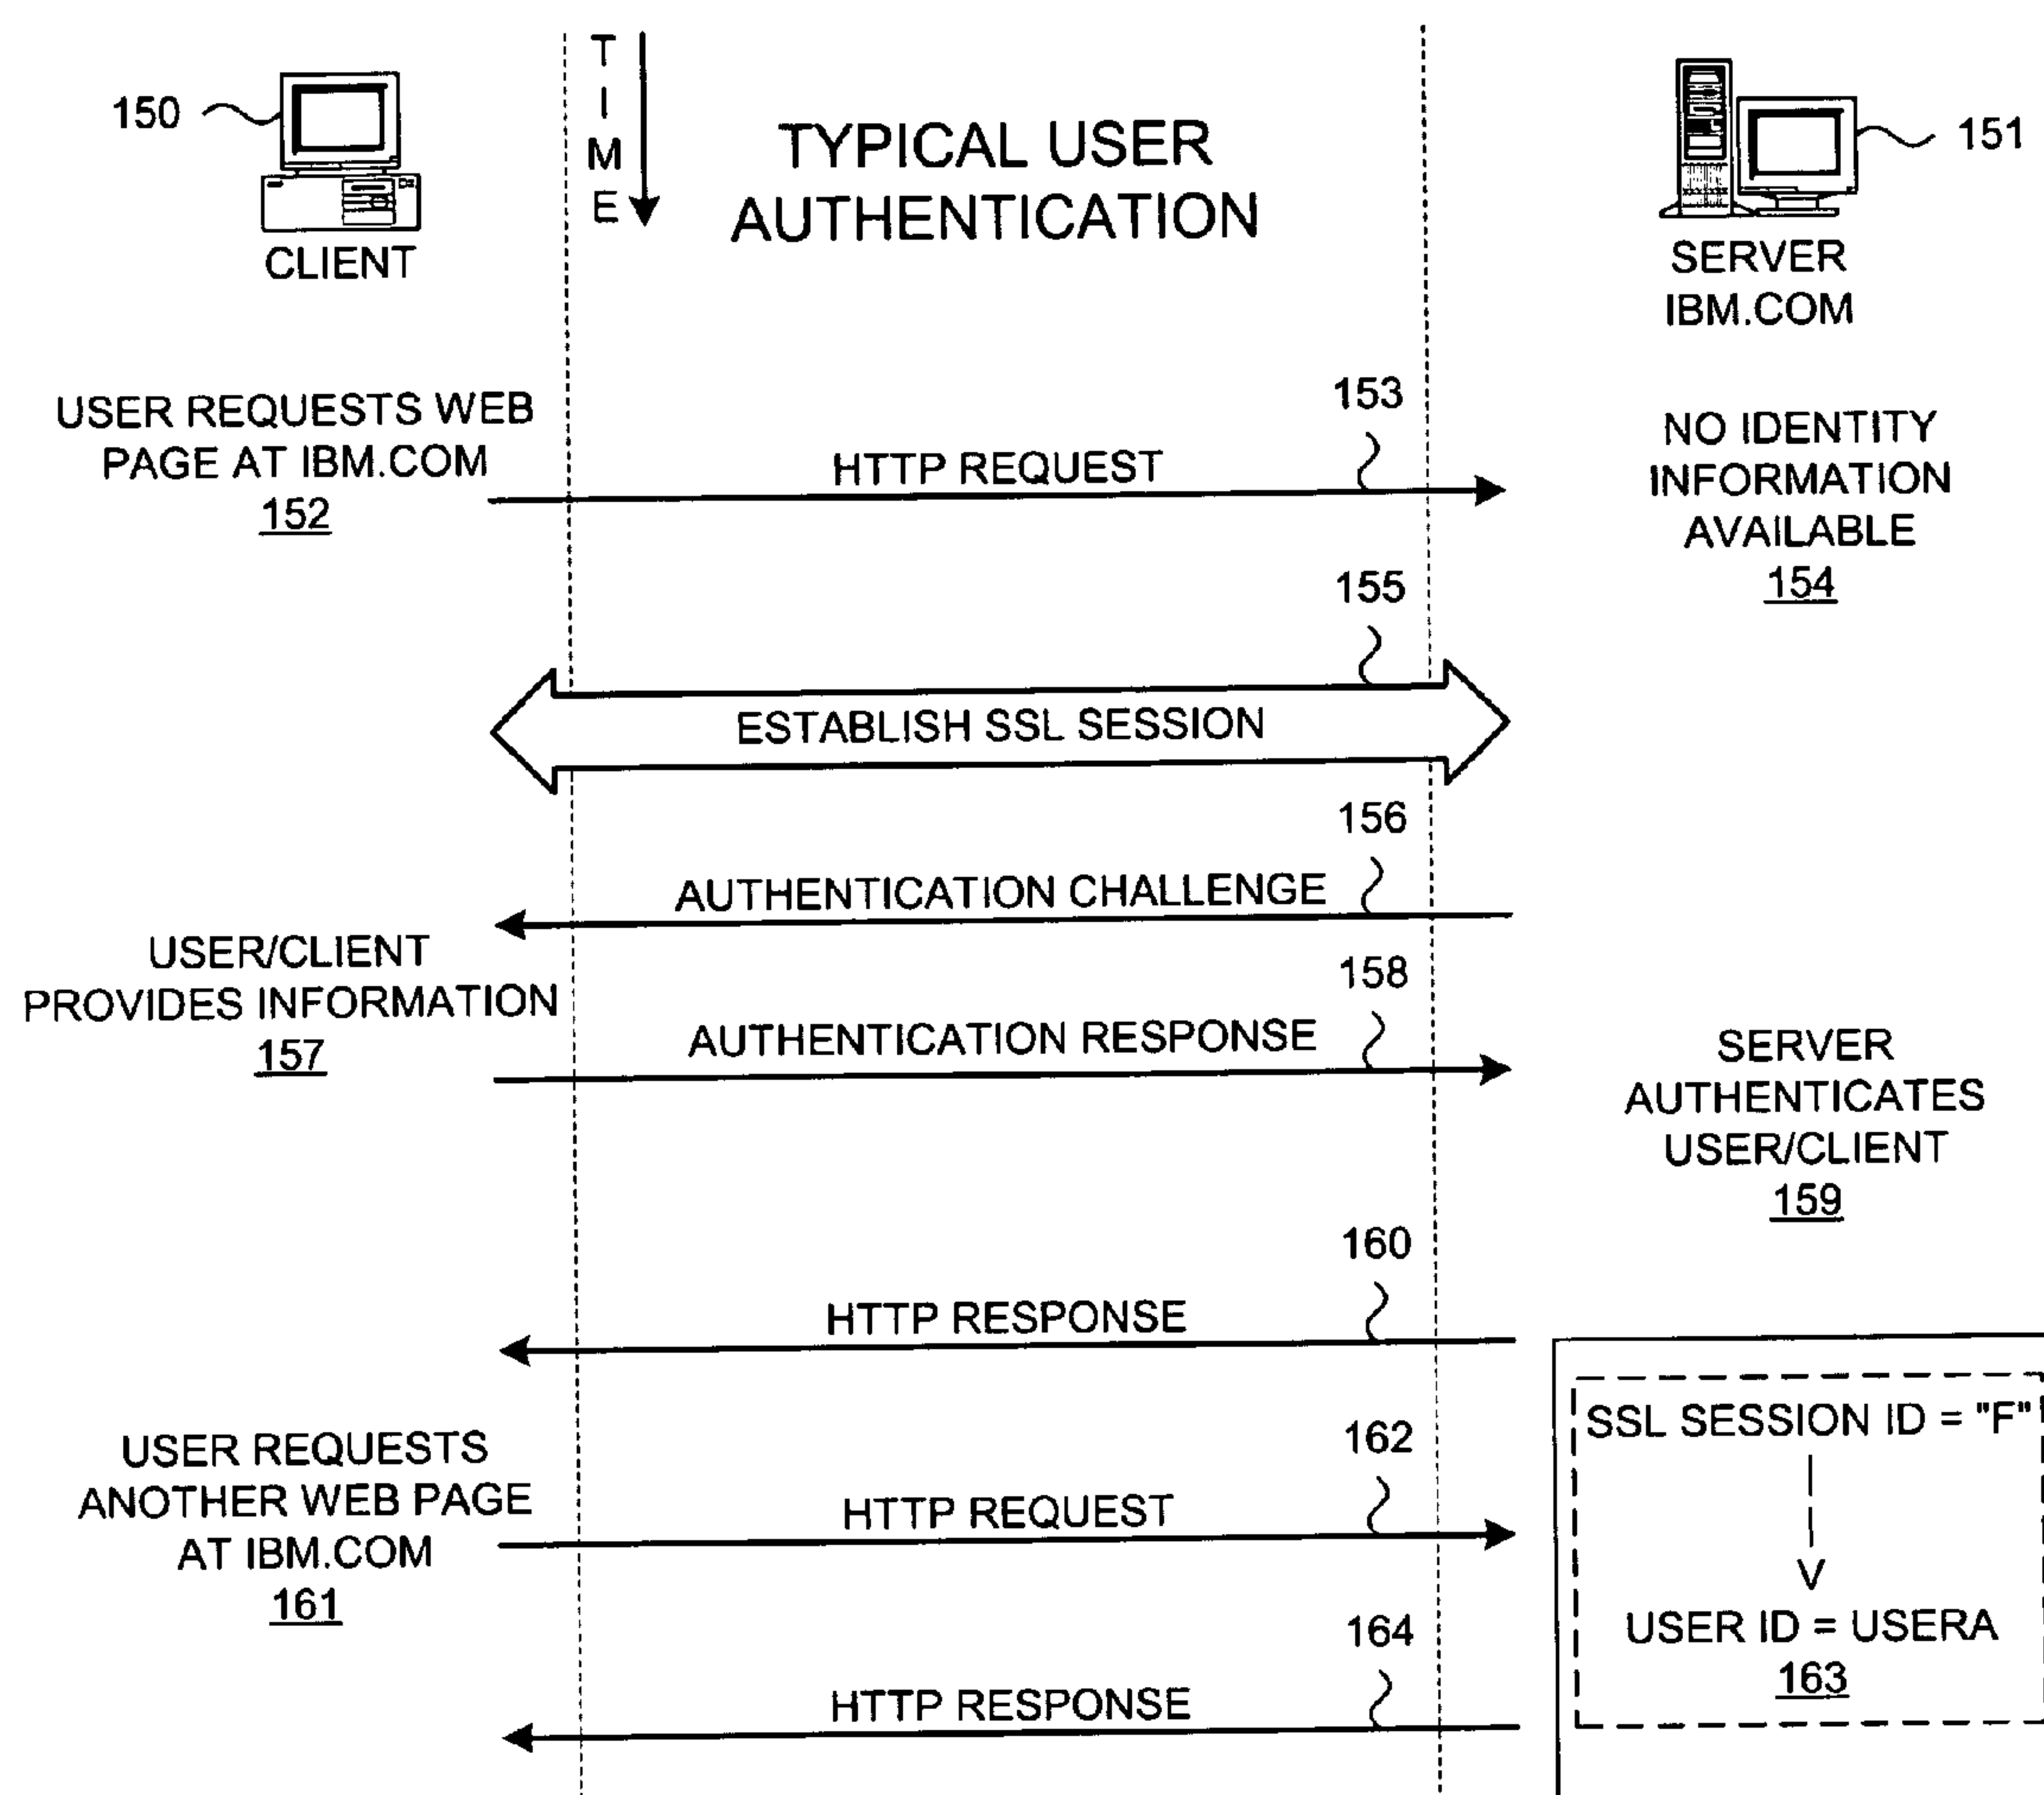 T
I
M
E
TYPICAL USER
AUTHENTICATION
150
CLIENT
151
SERVER
IBM.COM
USER REQUESTS WEB
PAGE AT IBM.COM
152
153
HTTP REQUEST
NO IDENTITY
INFORMATION
AVAILABLE
154
155
ESTABLISH SSL SESSION
156
AUTHENTICATION CHALLENGE
USER/CLIENT
PROVIDES INFORMATION
157
158
AUTHENTICATION RESPONSE
SERVER
AUTHENTICATES
USER/CLIENT
159
160
HTTP RESPONSE
USER REQUESTS
ANOTHER WEB PAGE
AT IBM.COM
161
162
HTTP REQUEST
SSL SESSION ID = "F"
V
USER ID = USERA
163
164
HTTP RESPONSE